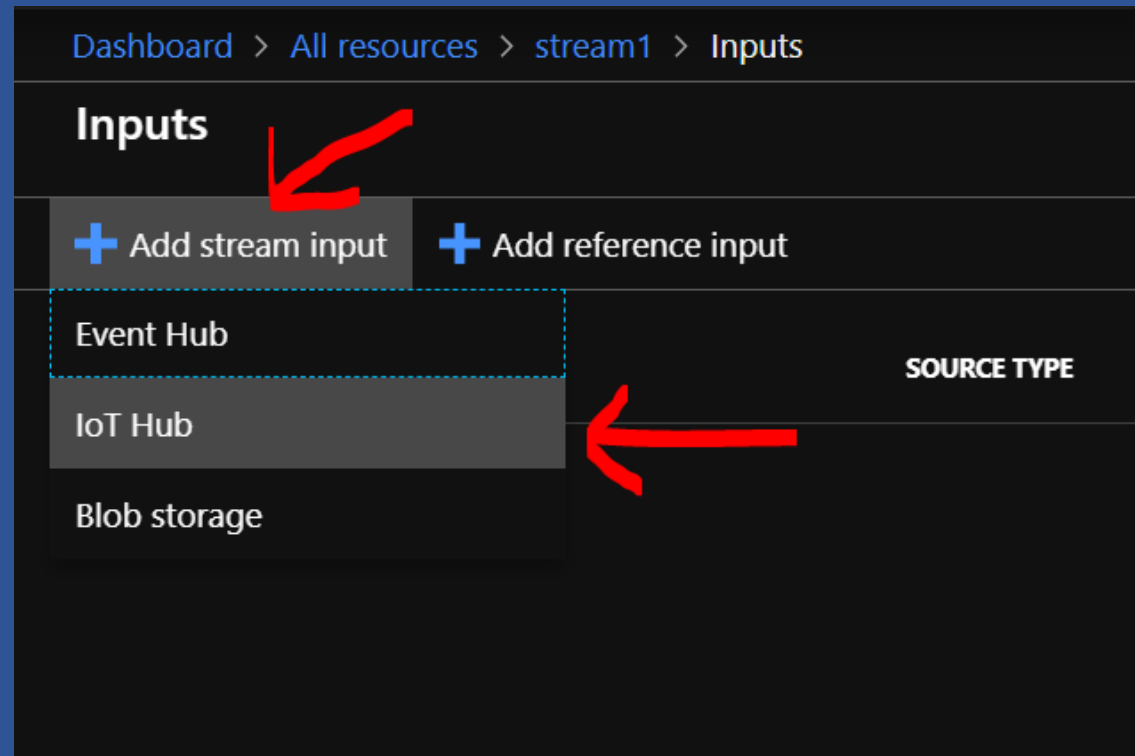 Dashboard > All resources > stream1 > Inputs
Inputs
Add stream input Add reference input
Event Hub
SOURCE TYPE
IoT Hub
Blob storage